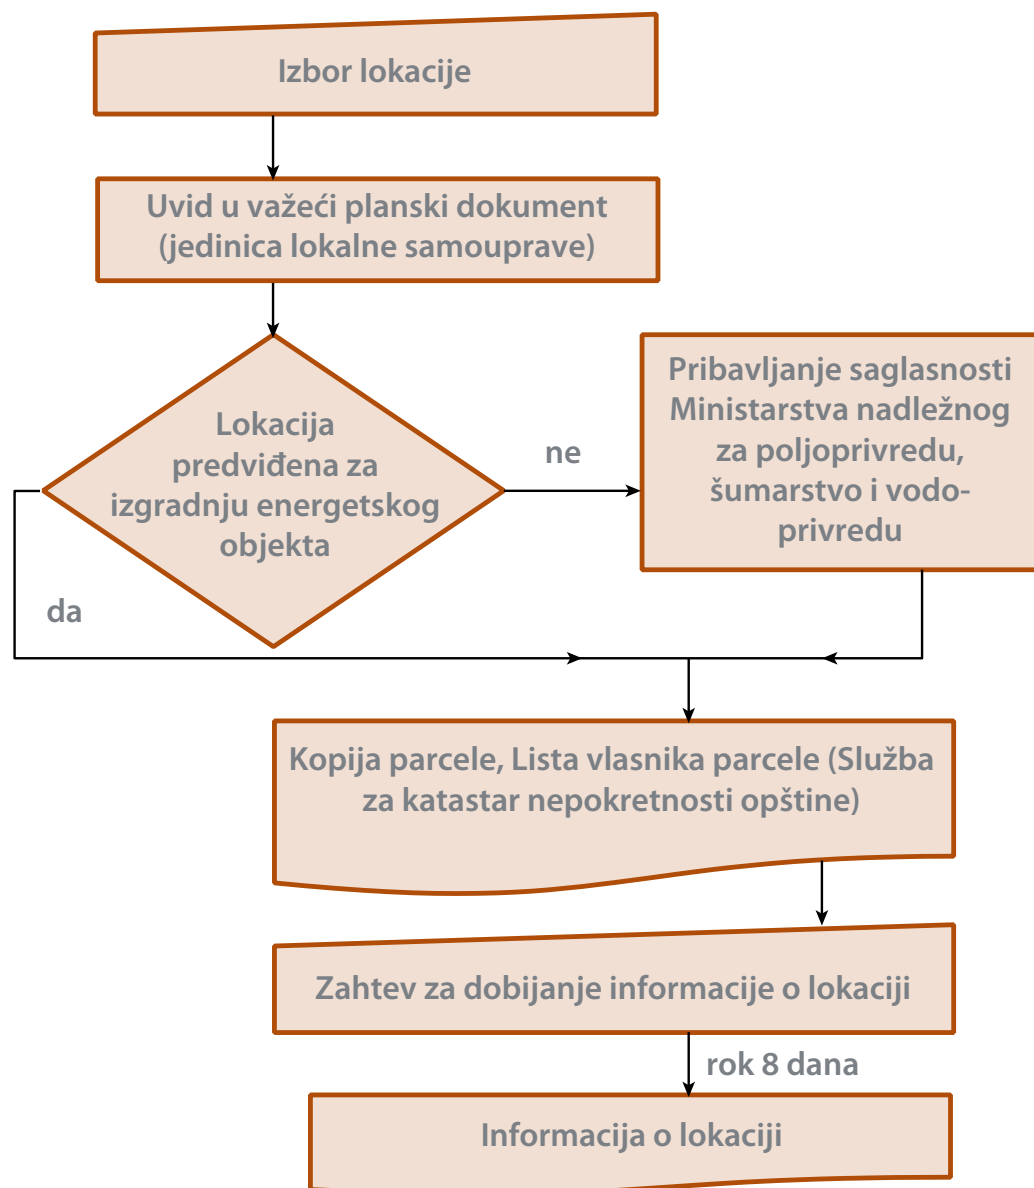 Izbor lokacije
Uvid u važeći planski dokument
(jedinica lokalne samouprave)
Lokacija
predviđena za
izgradnju energetskog
objekta
ne
Pribavljanje saglasnosti
Ministarstva nadležnog
za poljoprivredu,
šumarstvo i vodo-
privredu
da
Kopija parcele, Lista vlasnika parcele (Služba
za katastar nepokretnosti opštine)
Zahtev za dobijanje informacije o lokaciji
rok 8 dana
Informacija o lokaciji